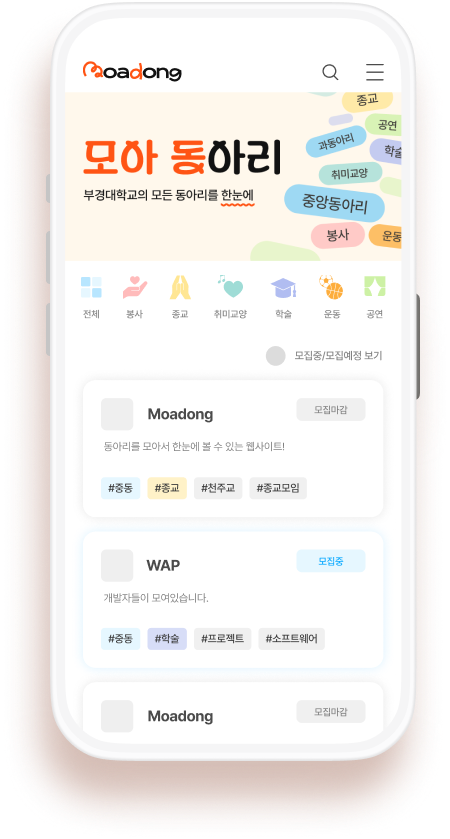 Moadong
종교
공연
과동아리
학술
취미교양
중앙동아리
봉사
운동
모아 동아리
부경대학교의 모든 동아리를 한눈에
전체 봉사 종교 취미교양 학술 운동 공연
모집중/모집예정 보기
Moadong 모집마감
동아리를 모아서 한눈에 볼 수 있는 웹사이트!
#중동 #종교 #천주교 #종교모임
WAP 모집중
개발자들이 모여있습니다.
#중동 #학술 #프로젝트 #소프트웨어
Moadong 모집마감